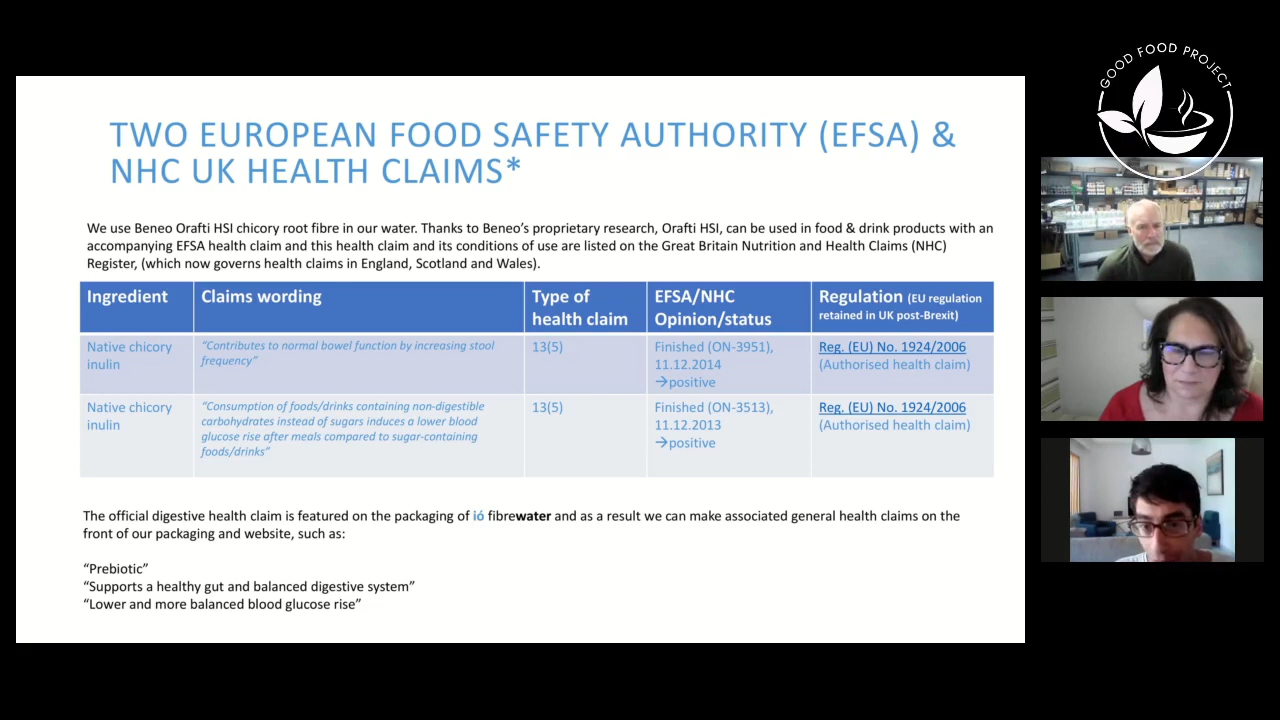 GOOD FOOD PROJECT
TWO EUROPEAN FOOD SAFETY AUTHORITY (EFSA) &
NHC UK HEALTH CLAIMS*
We use Beneo Orafti HSI chicory root fibre in our water. Thanks to Beneo’s proprietary research, Orafti HSI, can be used in food & drink products with an
accompanying EFSA health claim and this health claim and its conditions of use are listed on the Great Britain Nutrition and Health Claims (NHC)
Register, (which now governs health claims in England, Scotland and Wales).
Ingredient
Claims wording
Type of
health claim
EFSA/NHC
Opinion/status
Regulation (EU regulation
retained in UK post-Brexit)
Native chicory
inulin
“Contributes to normal bowel function by increasing stool
frequency”
13(5)
Finished (ON-3951),
11.12.2014
→positive
Reg. (EU) No. 1924/2006
(Authorised health claim)
Native chicory
inulin
“Consumption of foods/drinks containing non-digestible
carbohydrates instead of sugars induces a lower blood
glucose rise after meals compared to sugar-containing
foods/drinks”
13(5)
Finished (ON-3513),
11.12.2013
→positive
Reg. (EU) No. 1924/2006
(Authorised health claim)
The official digestive health claim is featured on the packaging of ió fibrewater and as a result we can make associated general health claims on the
front of our packaging and website, such as:
“Prebiotic”
“Supports a healthy gut and balanced digestive system”
“Lower and more balanced blood glucose rise”